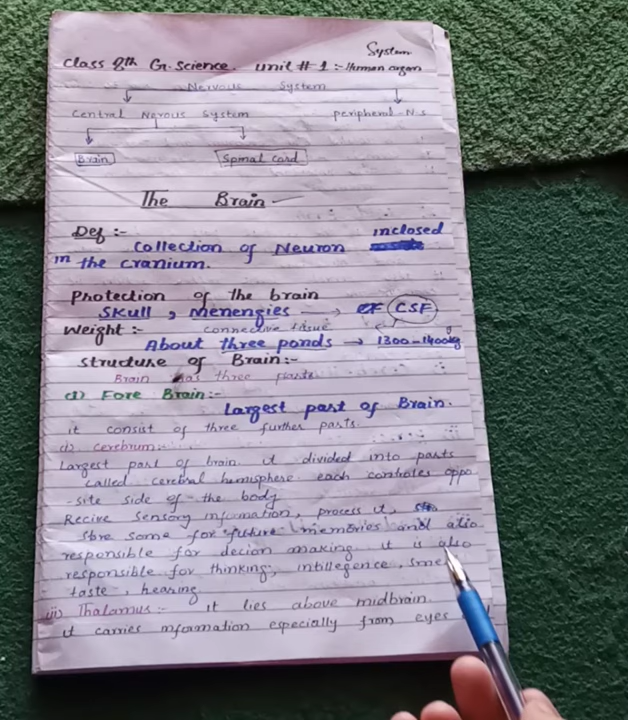 System
Class 8th G. Science. unit # 1 :- Human organ
Nervous System
Central Nervous System peripheral N.S
Brain Spinal Cord
The Brain
Def :- inclosed
Collection of Neuron
in the cranium.
Protection of the brain
Skull , Menengies → CSF
connective tissue
Weight :-
About three ponds → 1300-1400
Structure of Brain :-
Brain has three parts
(1) Fore Brain :-
Largest part of Brain.
it consist of three further parts.
(i) Cerebrum :-
Largest part of brain it divided into parts
called cerebral hemisphere each controles oppo
-site side of the body
Recive sensory information, process it,
store some for future memories and also
responsible for decion making it is also
responsible for thinking, intillegence, sme
taste, hearing
(ii) Thalamus :- it lies above midbrain.
it carries information especially from eyes